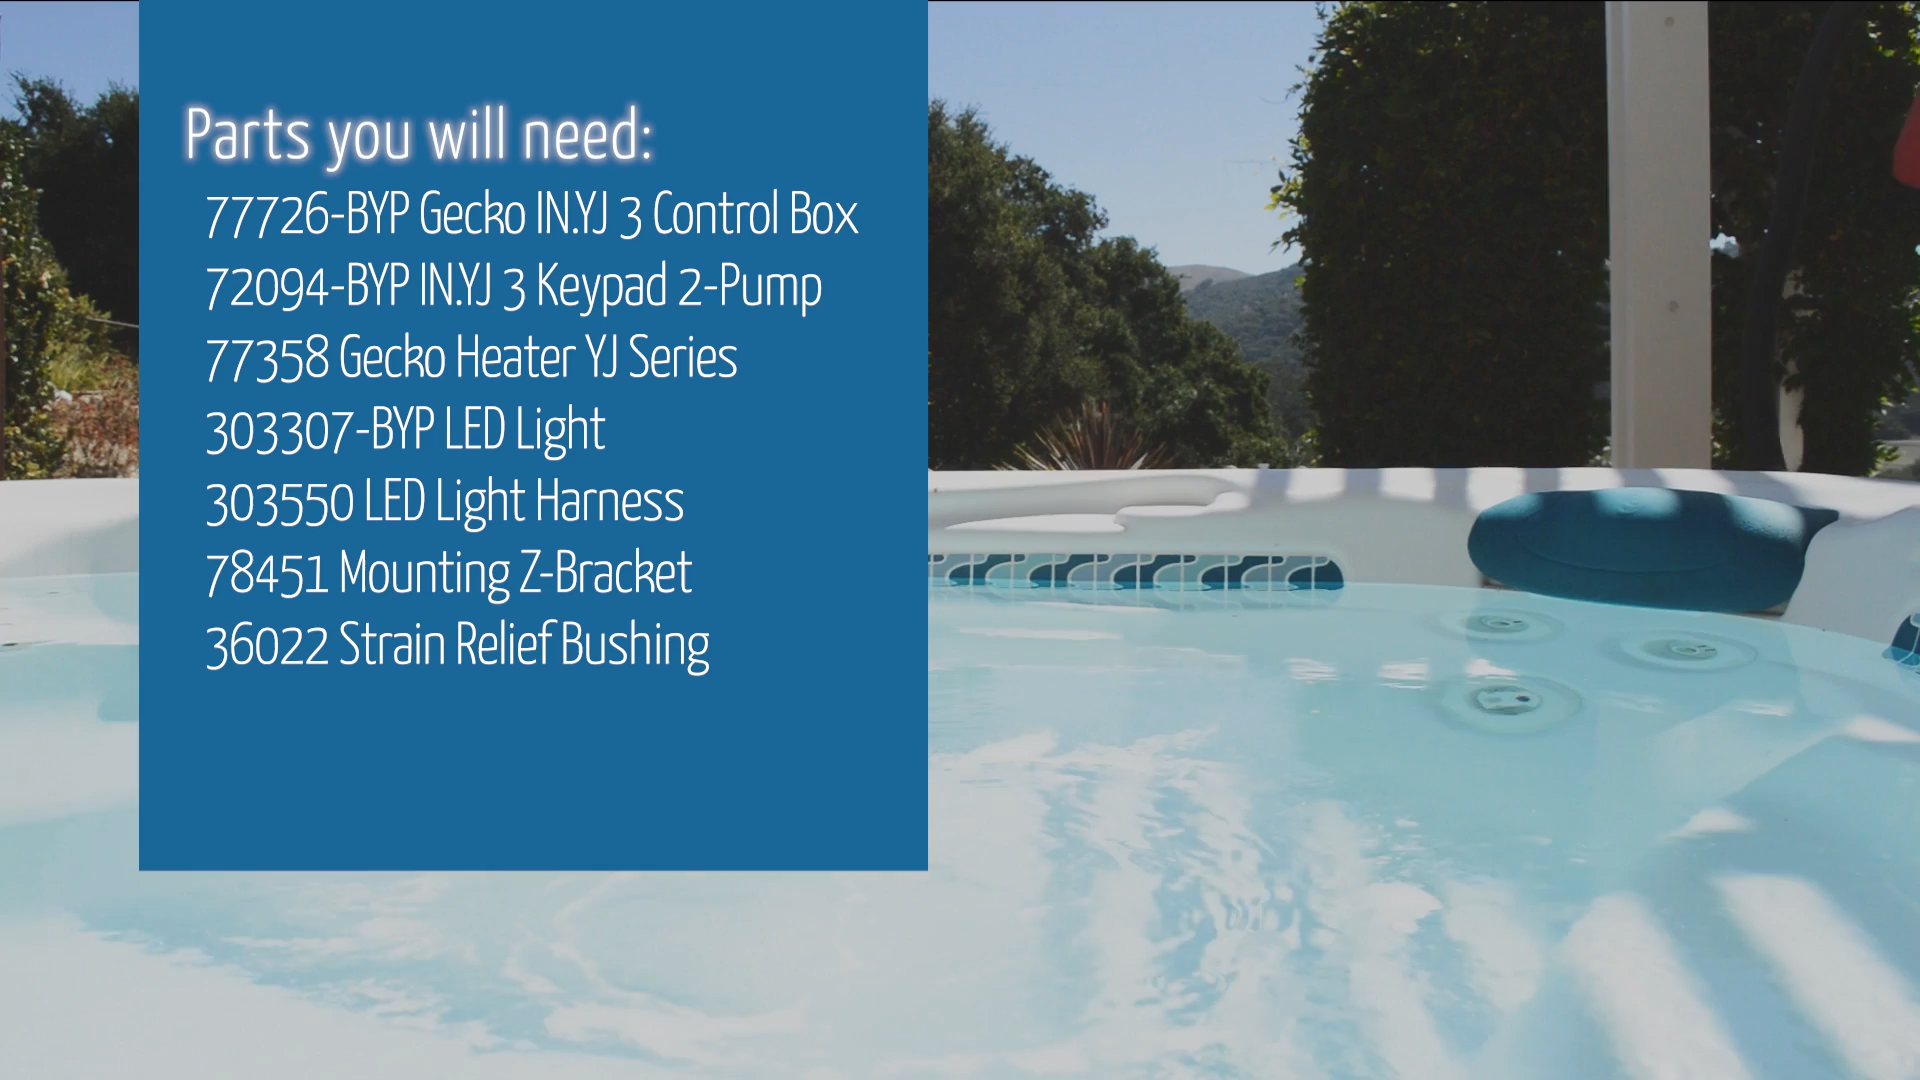 Parts you will need:
77726-BYP Gecko IN.YJ 3 Control Box
72094-BYP IN.YJ 3 Keypad 2-Pump
77358 Gecko Heater YJ Series
303307-BYP LED Light
303550 LED Light Harness
78451 Mounting Z-Bracket
36022 Strain Relief Bushing